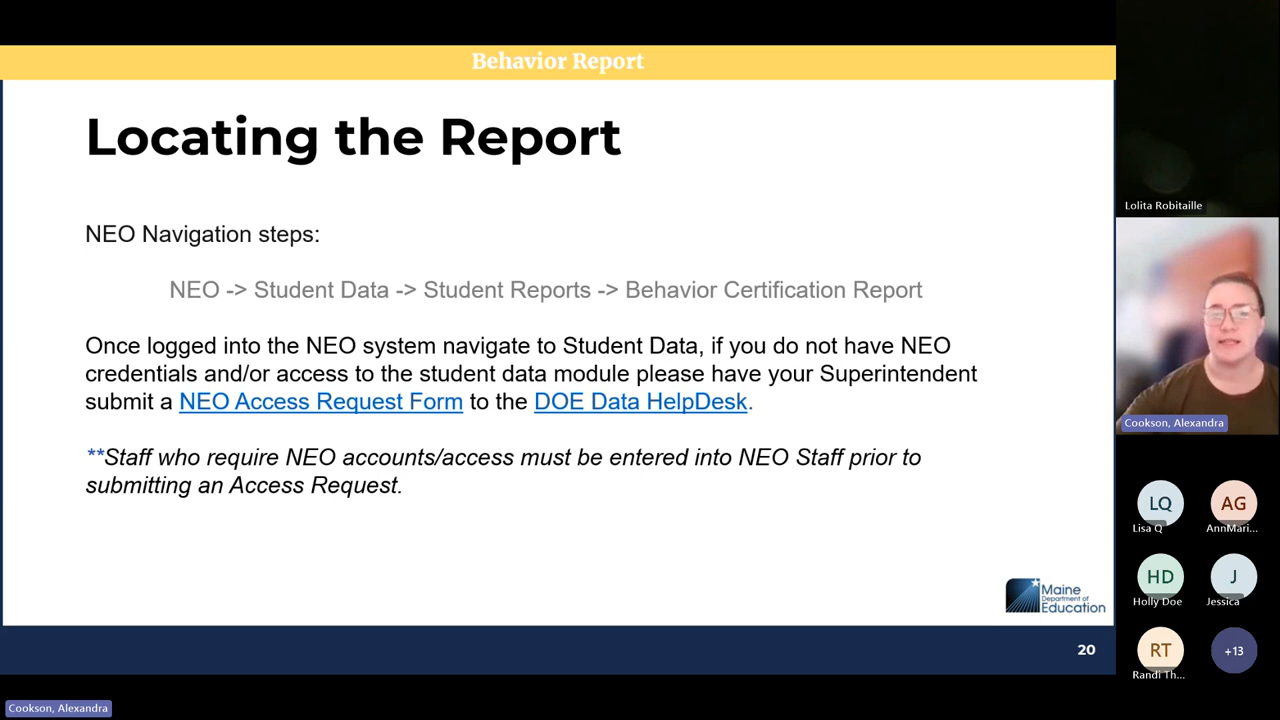 Behavior Report
Locating the Report
NEO Navigation steps:
NEO -> Student Data -> Student Reports -> Behavior Certification Report
Once logged into the NEO system navigate to Student Data, if you do not have NEO
credentials and/or access to the student data module please have your Superintendent
submit a NEO Access Request Form to the DOE Data HelpDesk.
**Staff who require NEO accounts/access must be entered into NEO Staff prior to
submitting an Access Request.
Maine
Department of
Education
20
Cookson, Alexandra
Lolita Robitaille
Cookson, Alexandra
LQ
Lisa Q
AG
AnnMari...
HD
Holly Doe
J
Jessica
RT
Randi Th...
+13